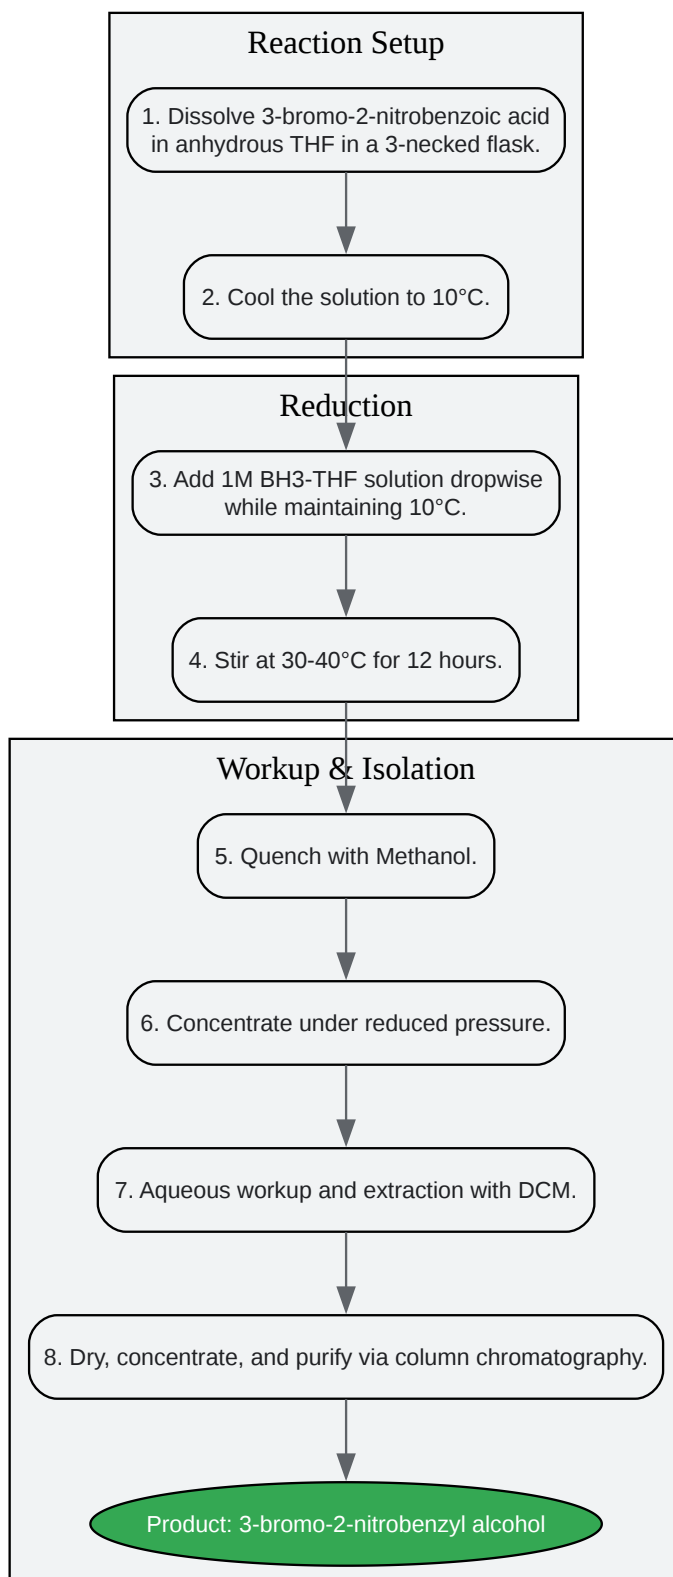 Reaction Setup
1. Dissolve 3-bromo-2-nitrobenzoic acid
in anhydrous THF in a 3-necked flask.
2. Cool the solution to 10°C.
Reduction
3. Add 1M BH3-THF solution dropwise
while maintaining 10°C.
4. Stir at 30-40°C for 12 hours.
Workup & Isolation
5. Quench with Methanol.
6. Concentrate under reduced pressure.
7. Aqueous workup and extraction with DCM.
8. Dry, concentrate, and purify via column chromatography.
Product: 3-bromo-2-nitrobenzyl alcohol